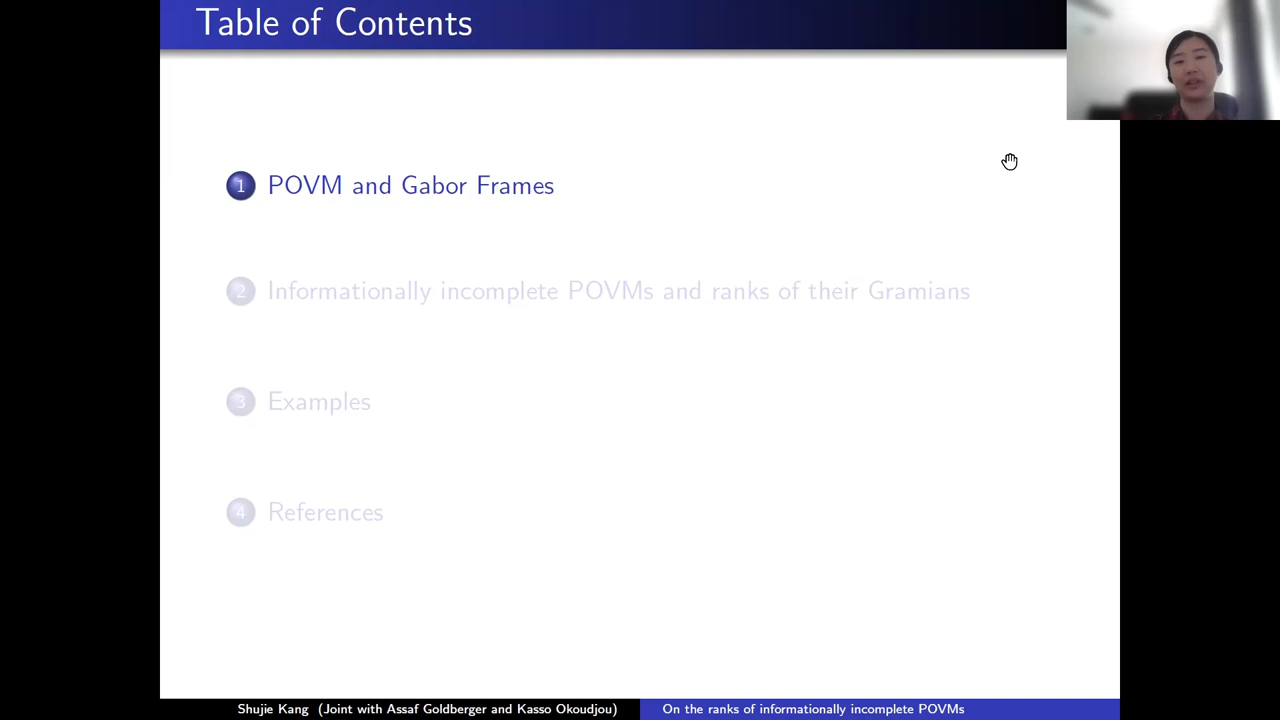 Table of Contents
1 POVM and Gabor Frames
2 Informationally incomplete POVMs and ranks of their Gramians
3 Examples
4 References
Shujie Kang (Joint with Assaf Goldberger and Kasso Okoudjou)
On the ranks of informationally incomplete POVMs